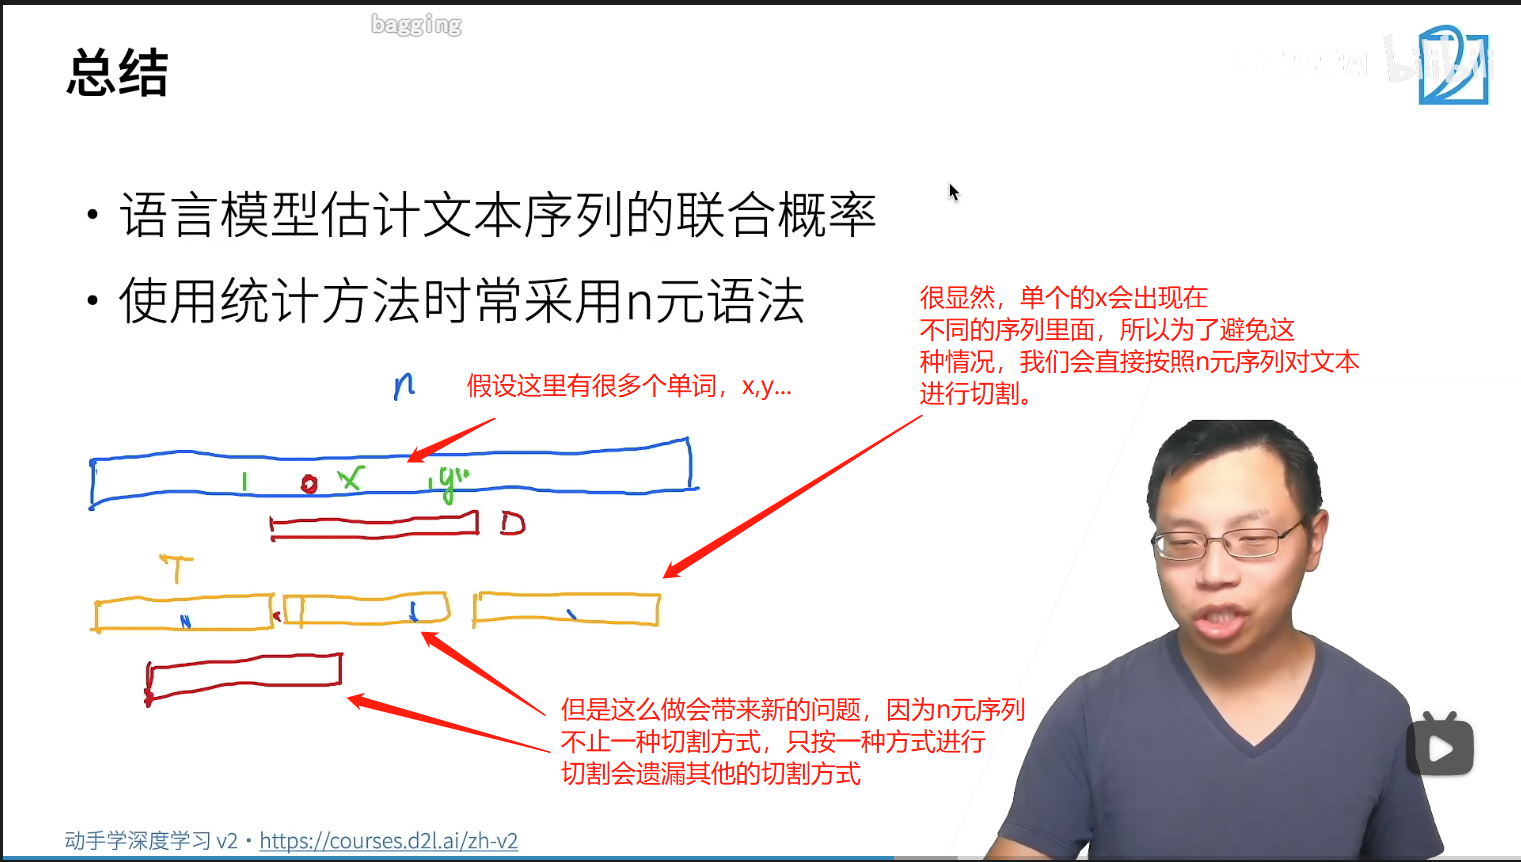 bagging
总结
bilibili
• 语言模型估计文本序列的联合概率
• 使用统计方法时常采用n元语法
很显然，单个的x会出现在
不同的序列里面，所以为了避免这
种情况，我们会直接按照n元序列对文本
进行切割。
n
假设这里有很多个单词，x,y...
x
y
D
T
但是这么做会带来新的问题，因为n元序列
不止一种切割方式，只按一种方式进行
切割会遗漏其他的切割方式
动手学深度学习 v2 • https://courses.d2l.ai/zh-v2